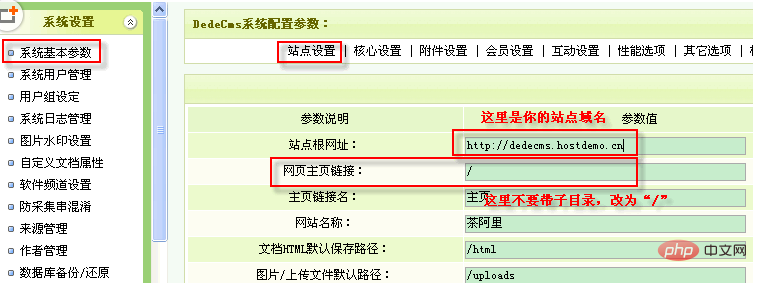 系统设置
系统基本参数
系统用户管理
用户组设定
系统日志管理
图片水印设置
自定义文档属性
软件频道设置
防采集串混淆
来源管理
作者管理
数据库备份/还原
DedeCms系统配置参数：
站点设置 | 核心设置 | 附件设置 | 会员设置 | 互动设置 | 性能选项 | 其它选项 |
参数说明 这里是你的站点域名 参数值
站点根网址： http://dedecms.hostdemo.cn
网页主页链接： /
主页链接名： 主页
这里不要带子目录，改为“/”
网站名称： 茶阿里
文档HTML默认保存路径： /html
图片/上传文件默认路径： /uploads
php 中文网